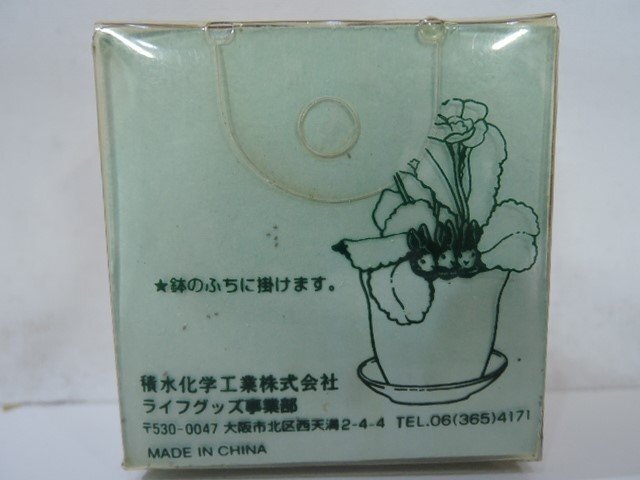 ★鉢のふちに掛けます。
積水化学工業株式会社
ライフグッズ事業部
〒530-0047 大阪市北区西天満2-4-4 TEL.06(365)4171
MADE IN CHINA